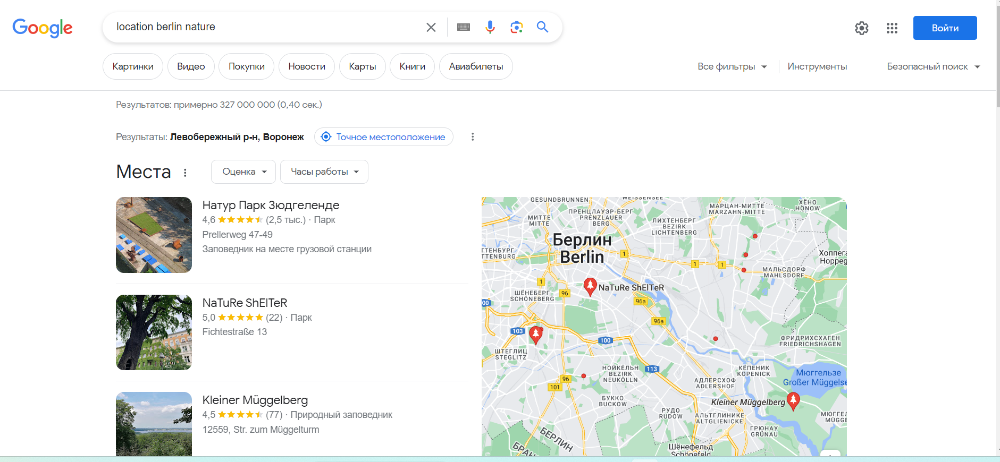 Google
location berlin nature
Войти
Картинки
Видео
Покупки
Новости
Карты
Книги
Авиабилеты
Все фильтры
Инструменты
Безопасный поиск
Результатов: примерно 327 000 000 (0,40 сек.)
Результаты: Левобережный р-н, Воронеж
Точное местоположение
Места
Оценка
Часы работы
Натур Парк Зюдгеленде
4,6 (2,5 тыс.) · Парк
Prellerweg 47-49
Заповедник на месте грузовой станции
NaTuRe ShElTeR
5,0 (22) · Парк
Fichtestraße 13
Kleiner Müggelberg
4,5 (77) · Природный заповедник
12559, Str. zum Müggelturm
GESUNDBRUNNEN
WEISSENSEE
МАРЦАН-МИТТЕ
MARZAHN-MITTE
ХЁНО
HÖNOW
МИТТЕ
MITTE
ПРЕНЦЛАУЭР-БЕРГ
PRENZLAUER
BERG
ЛИХТЕНБЕРГ
BEZIRK
LICHTENBERG
Берлин
Berlin
ТТЕНБУРГ
TTENBURG
1
1
1
Хоппега
Hoppeg
МАЛЬСДОРФ
MAHLSDORF
1
NaTuRe ShElTeR
ШЁНЕБЕРГ
SCHÖNEBERG
96
96a
00
96a
103
100
ФРИДРИХСХАГЕН
FRIEDRICHSHAGEN
ШТЕГЛИЦ
STEGLITZ
НОЙКЁЛЬН
BEZIRK
NEUKÖLLN
113
КЁПЕНИК
KÖPENICK
Мюггельзе
Großer Müggelse
96
101
АДЛЕРСХОФ
ADLERSHOF
БУККО
BUCKOW
Kleiner Müggelberg
РУДО
RUDOW
АЛЬТГЛИНИКЕ
ALTGLIENICKE
МЮГГЕЛ
MÜGGE
ГРЮНАУ
GRÜNAU
БЕРЛИН
БРАН
Шёнефельд
Schönefeld